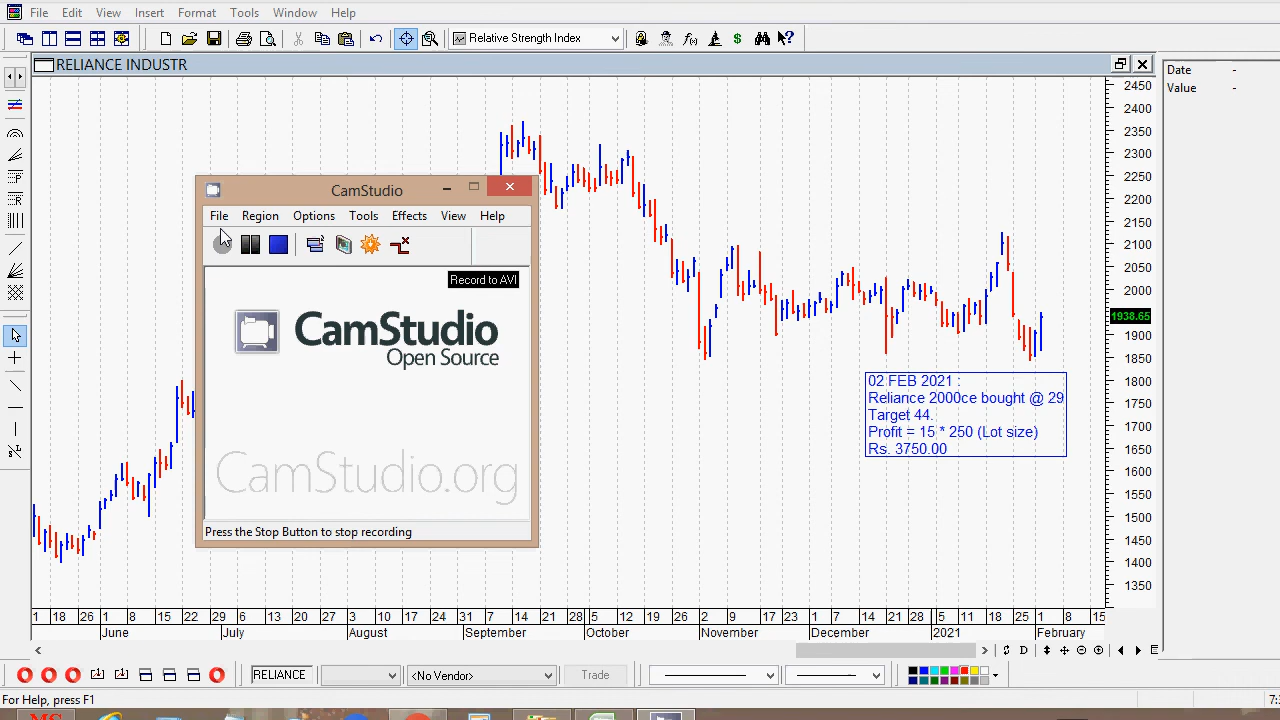 File Edit View Insert Format Tools Window Help
Relative Strength Index
RELIANCE INDUSTR
Date -
Value -
2450
2400
2350
2300
2250
2200
2150
2100
2050
2000
1938.65
1900
1850
1800
1750
1700
1650
1600
1550
1500
1450
1400
1350
CamStudio
File Region Options Tools Effects View Help
Record to AVI
CamStudio
Open Source
CamStudio.org
Press the Stop Button to stop recording
02 FEB 2021 :
Reliance 2000ce bought @ 29
Target 44.
Profit = 15 * 250 (Lot size)
Rs. 3750.00
1 18 26 1 8 15 22 29 6 13 20 27 3 10 17 24 31 7 14 21 28 5 12 19 26 2 9 17 23 1 7 14 21 28 5 11 18 25 1 8 15
June July August September October November December 2021 February
D
RELIANCE <No Vendor> Trade
For Help, press F1